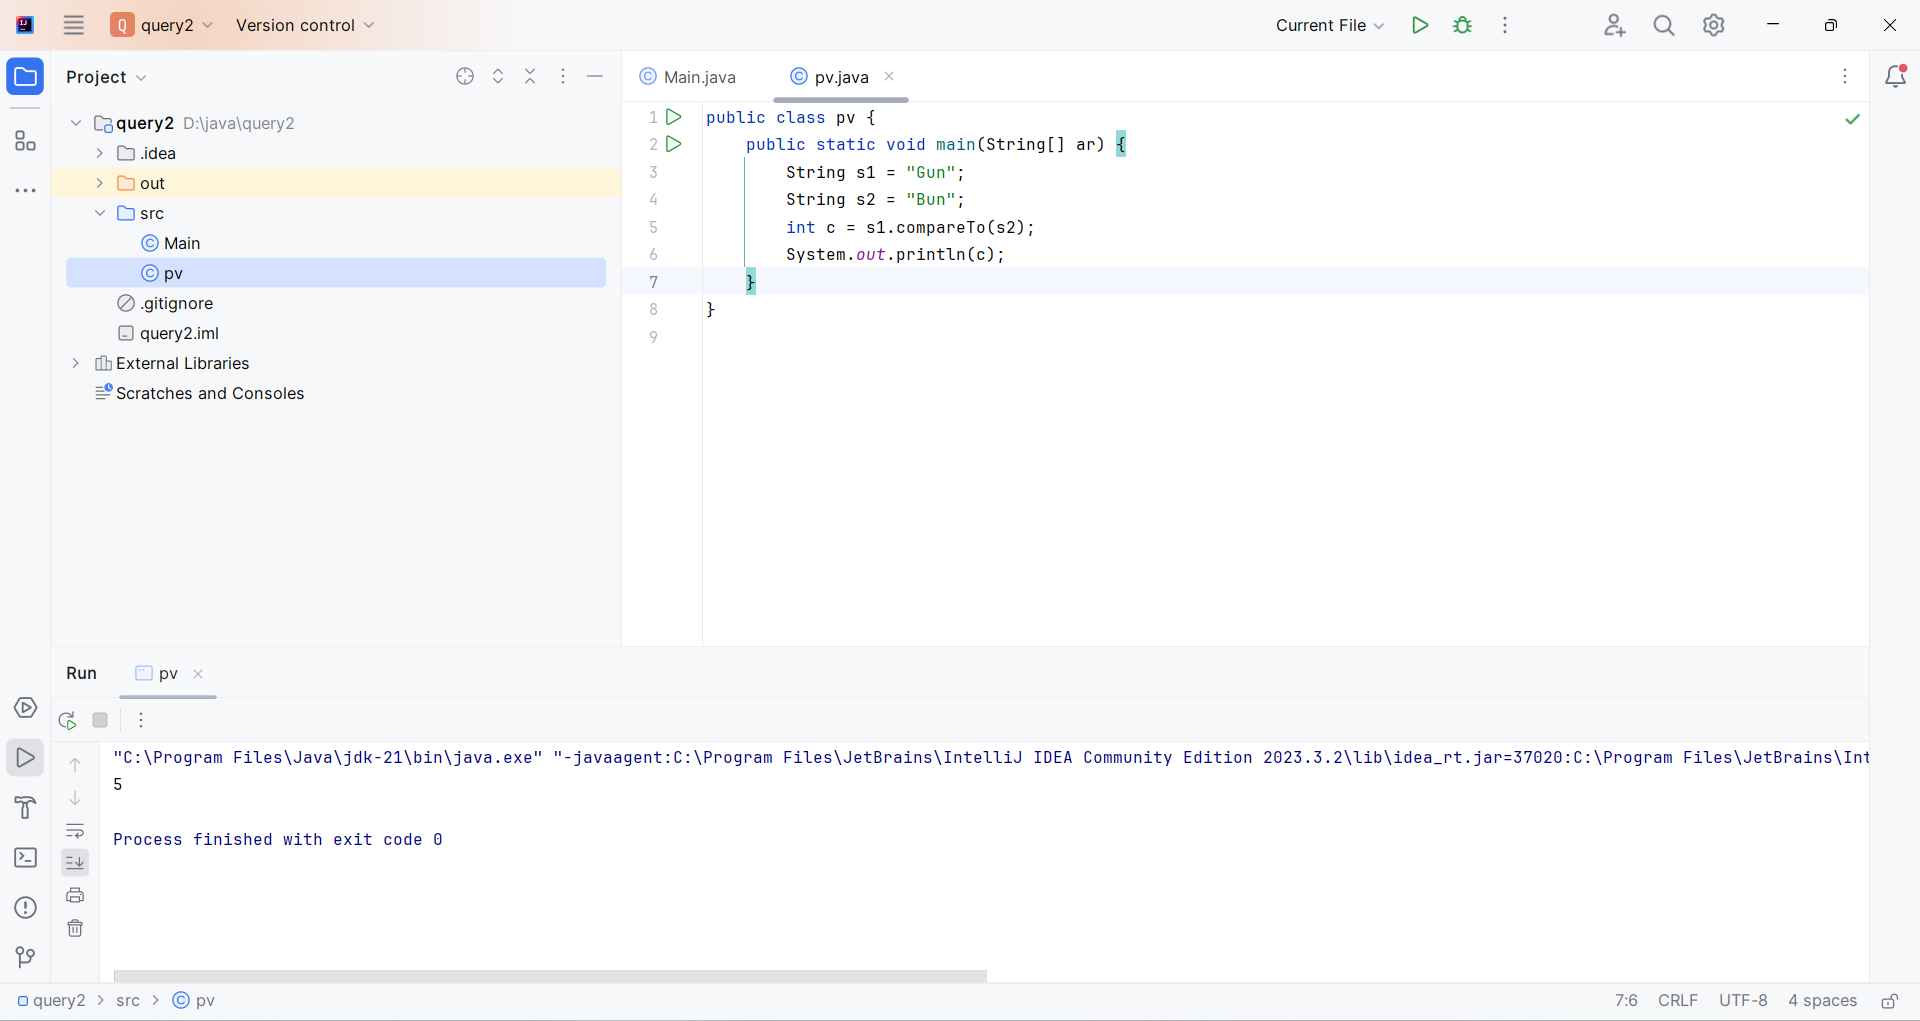 Q query2 Version control Current File
Project
query2 D:\java\query2
.idea
out
src
Main
pv
.gitignore
query2.iml
External Libraries
Scratches and Consoles
Main.java pv.java
1 public class pv {
2     public static void main(String[] ar) {
3         String s1 = "Gun";
4         String s2 = "Bun";
5         int c = s1.compareTo(s2);
6         System.out.println(c);
7     }
8 }
9
Run pv
"C:\Program Files\Java\jdk-21\bin\java.exe" "-javaagent:C:\Program Files\JetBrains\IntelliJ IDEA Community Edition 2023.3.2\lib\idea_rt.jar=37020:C:\Program Files\JetBrains\Int
5
Process finished with exit code 0
query2 > src > pv 7:6 CRLF UTF-8 4 spaces